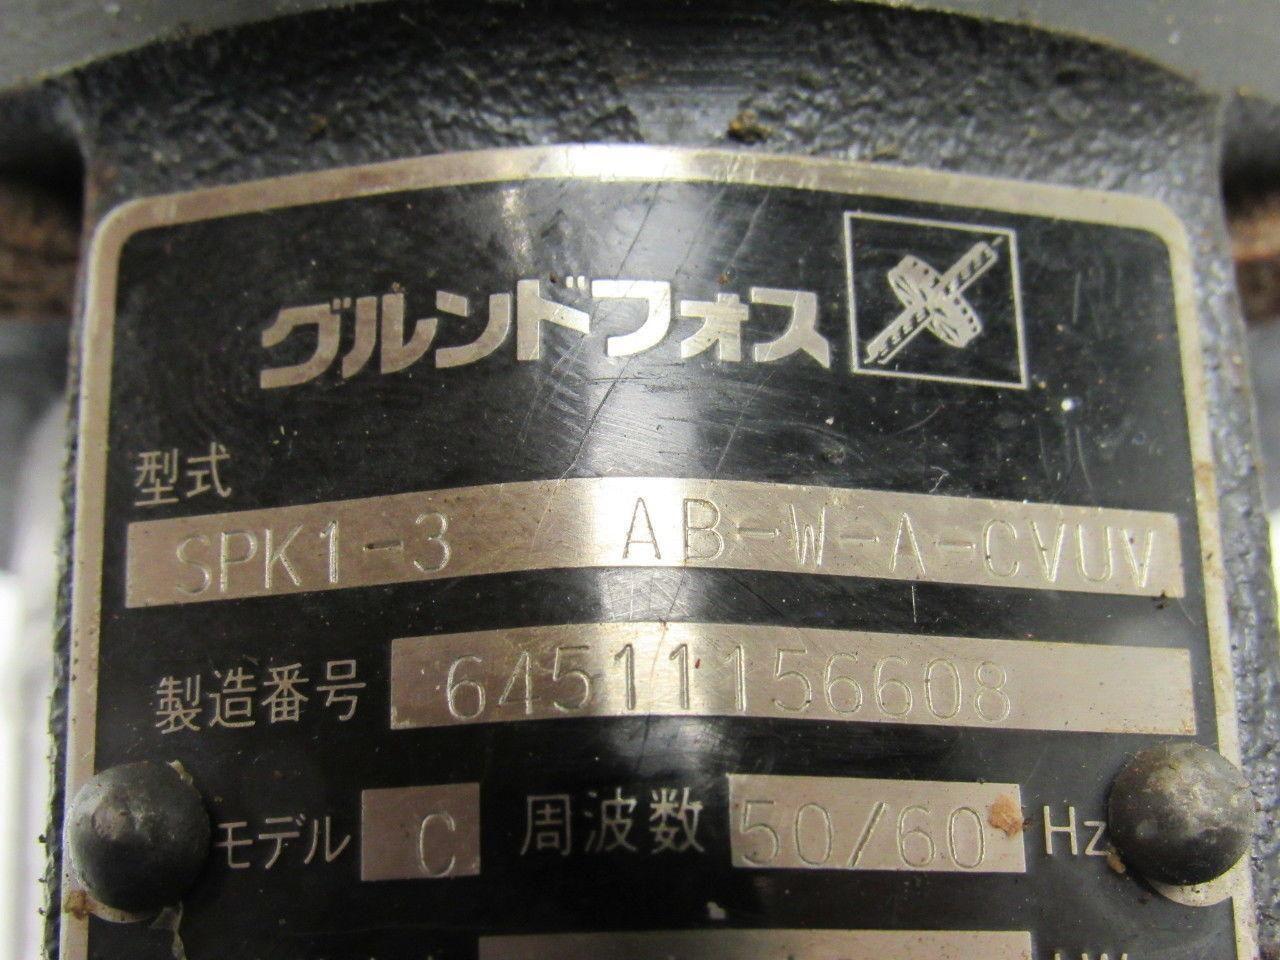 グルンドフォス
型式
SPK1-3 AB-W-A-CVUV
製造番号 64511156608
モデル C 周波数 50/60 Hz